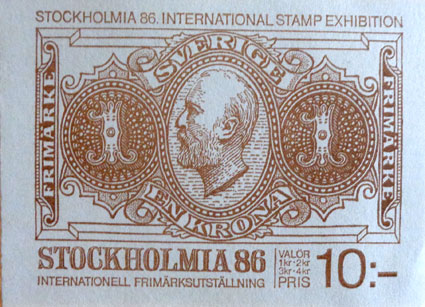 STOCKHOLMIA 86. INTERNATIONAL STAMP EXHIBITION
SVERIGE
FRIMÄRKE
1
1
FRIMÄRKE
EN KRONA
STOCKHOLMIA 86
INTERNATIONELL FRIMÄRKSUTSTÄLLNING
VALÖR
1kr·2kr
3kr·4kr
PRIS
10:-